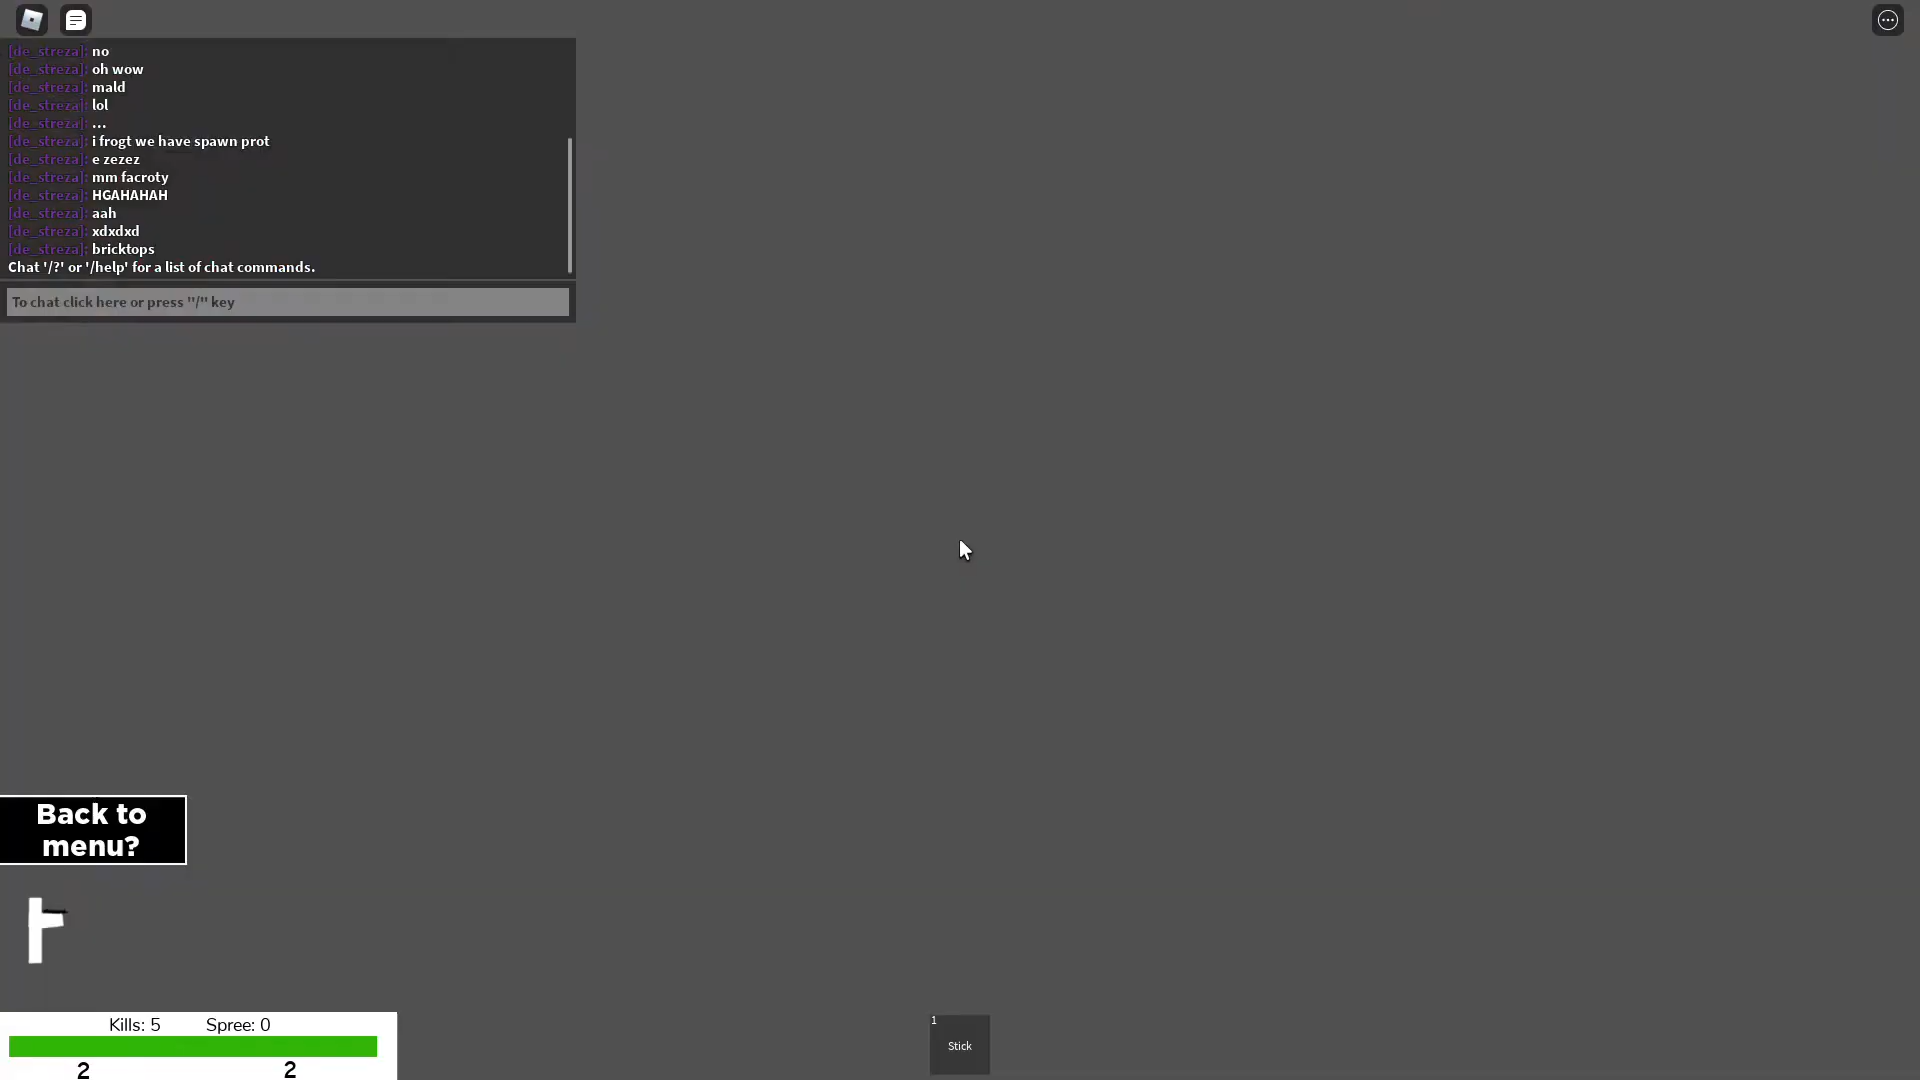 [de_streza]: no
[de_streza]: oh wow
[de_streza]: mald
[de_streza]: lol
[de_streza]: ...
[de_streza]: i frogt we have spawn prot
[de_streza]: e zezez
[de_streza]: mm facroty
[de_streza]: HGAHAHAH
[de_streza]: aah
[de_streza]: xdxdxd
[de_streza]: bricktops
Chat '/?' or '/help' for a list of chat commands.
To chat click here or press "/" key
Back to
menu?
Kills: 5 Spree: 0
2 2
1
Stick